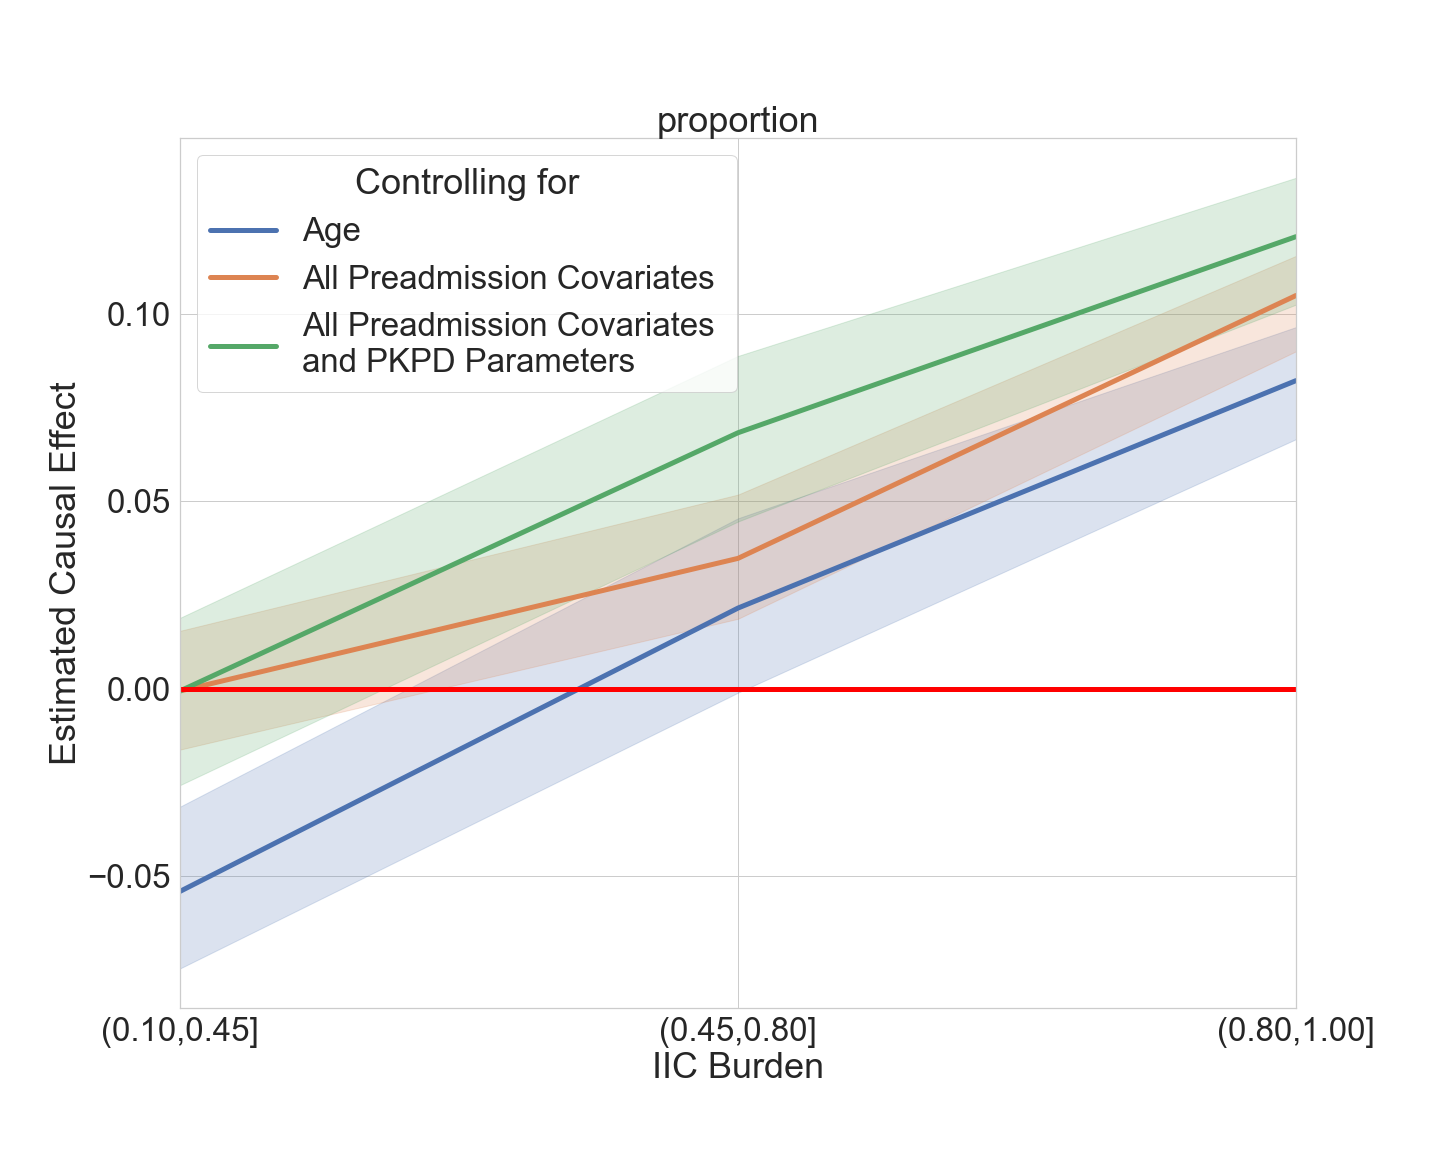 proportion
Controlling for
Age
All Preadmission Covariates
All Preadmission Covariates
and PKPD Parameters
Estimated Causal Effect
0.10
0.05
0.00
−0.05
(0.10,0.45]
(0.45,0.80]
(0.80,1.00]
IIC Burden